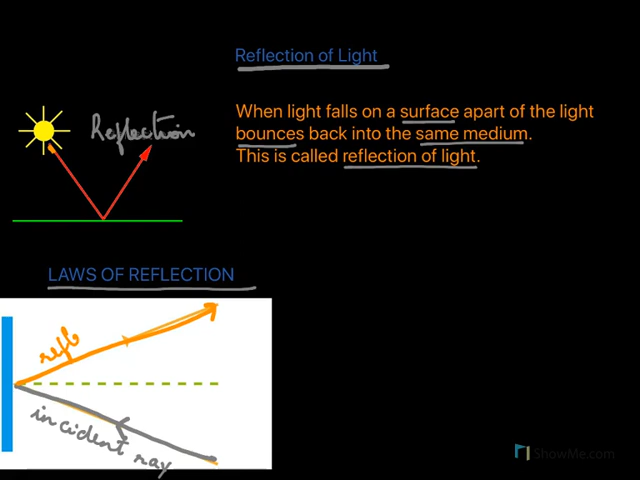 Reflection of Light
When light falls on a surface apart of the light
bounces back into the same medium.
This is called reflection of light.
Reflection
LAWS OF REFLECTION
refl
incident ray
ShowMe.com